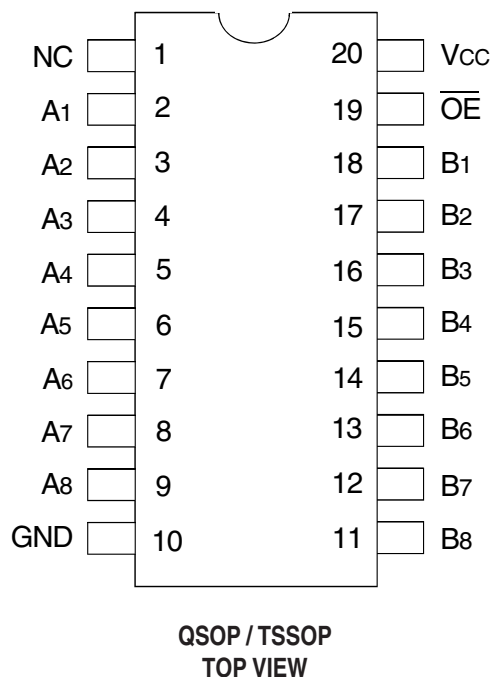 NC 1 20 VCC
A1 2 19 O̅E̅
A2 3 18 B1
A3 4 17 B2
A4 5 16 B3
A5 6 15 B4
A6 7 14 B5
A7 8 13 B6
A8 9 12 B7
GND 10 11 B8
QSOP / TSSOP
TOP VIEW